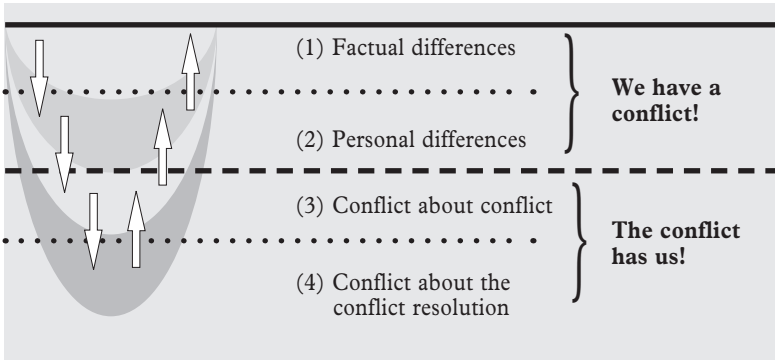 (1) Factual differences
(2) Personal differences
We have a
conflict!
(3) Conflict about conflict
(4) Conflict about the
conflict resolution
The conflict
has us!